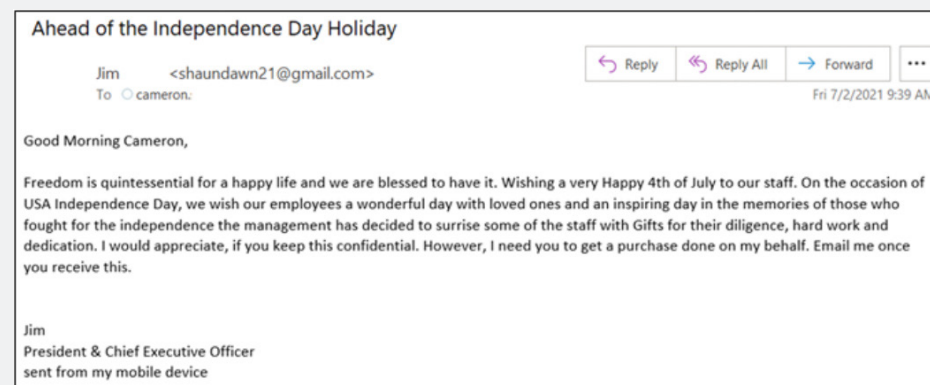 Ahead of the Independence Day Holiday
Jim <shaundawn21@gmail.com>
Reply Reply All Forward ...
To cameron:
Fri 7/2/2021 9:39 AM
Good Morning Cameron,
Freedom is quintessential for a happy life and we are blessed to have it. Wishing a very Happy 4th of July to our staff. On the occasion of
USA Independence Day, we wish our employees a wonderful day with loved ones and an inspiring day in the memories of those who
fought for the independence the management has decided to surrise some of the staff with Gifts for their diligence, hard work and
dedication. I would appreciate, if you keep this confidential. However, I need you to get a purchase done on my behalf. Email me once
you receive this.
Jim
President & Chief Executive Officer
sent from my mobile device